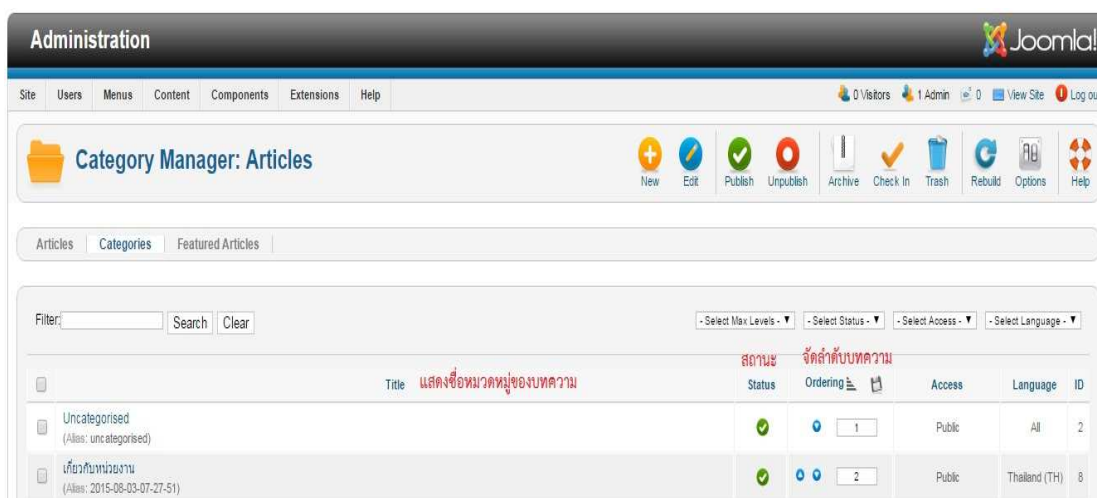 Administration
Joomla!
Site Users Menus Content Components Extensions Help
0 Visitors 1 Admin 0 View Site Log ou
Category Manager: Articles
New Edit Publish Unpublish Archive Check In Trash Rebuild Options Help
Articles Categories Featured Articles
Filter: Search Clear
- Select Max Levels - - Select Status - - Select Access - - Select Language -
สถานะ จัดลำดับบทความ
Title แสดงชื่อหมวดหมู่ของบทความ Status Ordering Access Language ID
Uncategorised
(Alias: uncategorised)
1 Public All 2
เกี่ยวกับหน่วยงาน
(Alias: 2015-08-03-07-27-51)
2 Public Thailand (TH) 8